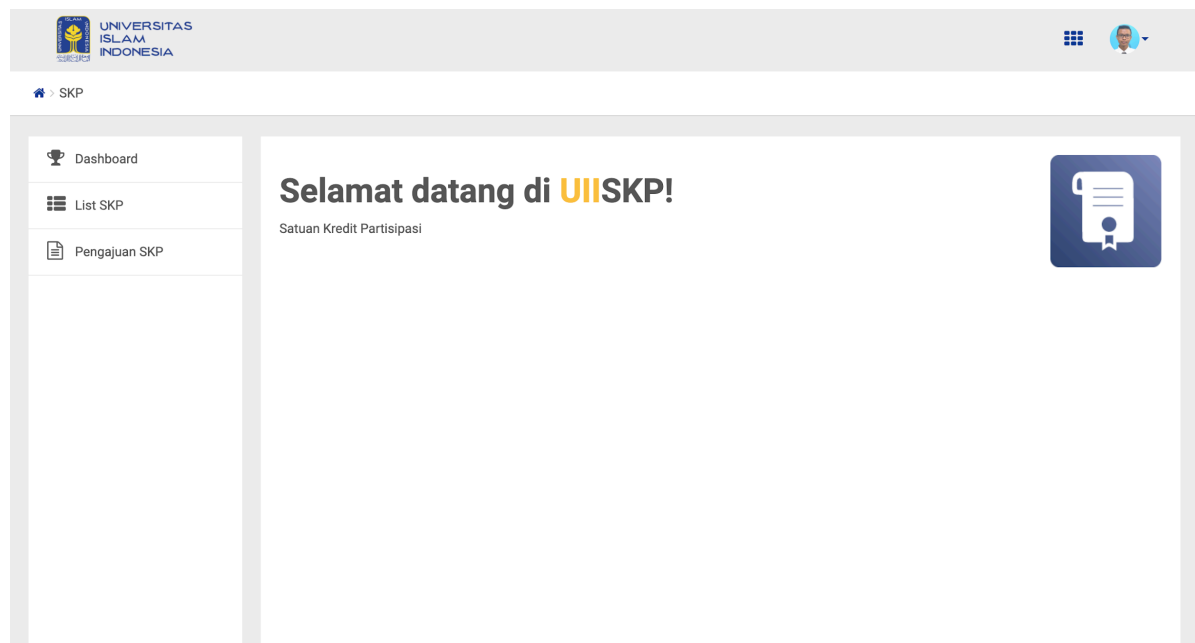 UNIVERSITAS
ISLAM
INDONESIA
SKP
Dashboard
List SKP
Pengajuan SKP
Selamat datang di UIISKP!
Satuan Kredit Partisipasi